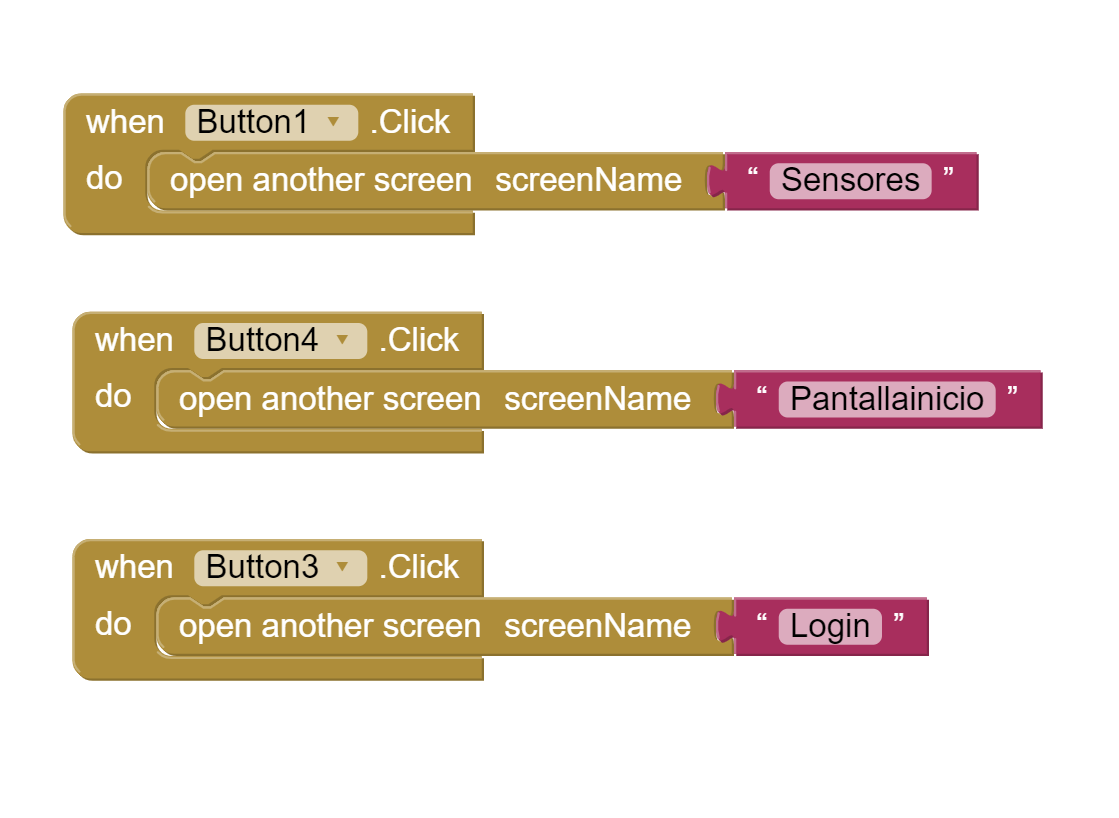 when Button1 .Click
do open another screen screenName “ Sensores ”
when Button4 .Click
do open another screen screenName “ Pantallainicio ”
when Button3 .Click
do open another screen screenName “ Login ”